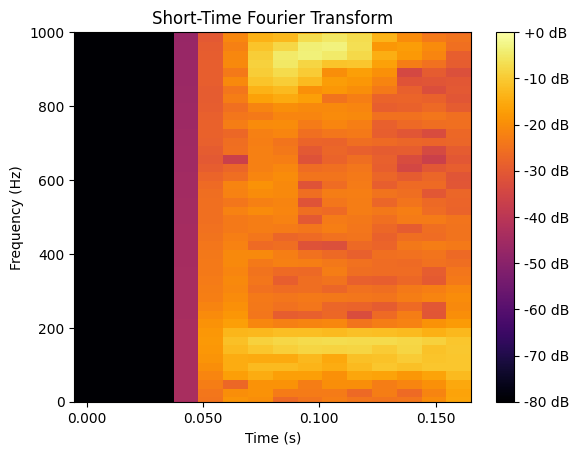 Short-Time Fourier Transform
1000
800
600
400
200
0
Frequency (Hz)
0.000
0.050
0.100
0.150
Time (s)
+0 dB
-10 dB
-20 dB
-30 dB
-40 dB
-50 dB
-60 dB
-70 dB
-80 dB